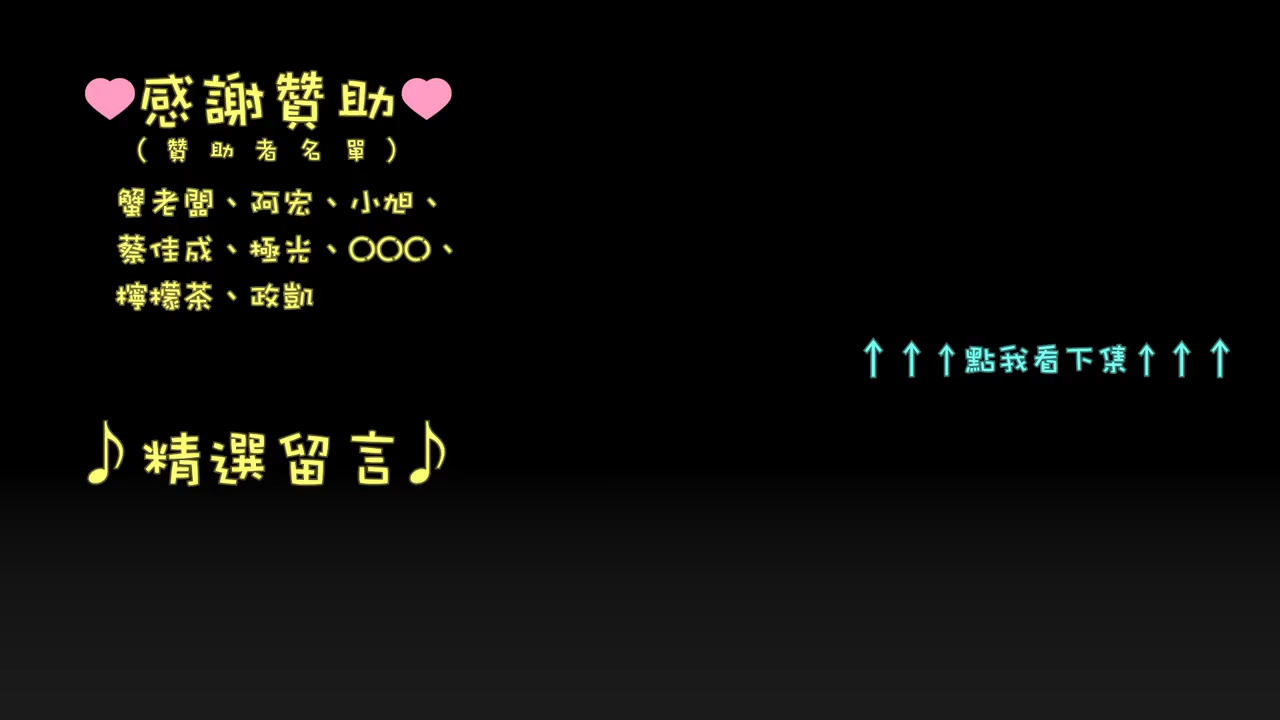 感謝贊助
(贊助者名單)
蟹老闆、阿宏、小旭、
蔡佳成、極光、〇〇〇、
檸檬茶、政凱
↑↑↑點我看下集↑↑↑
♪精選留言♪